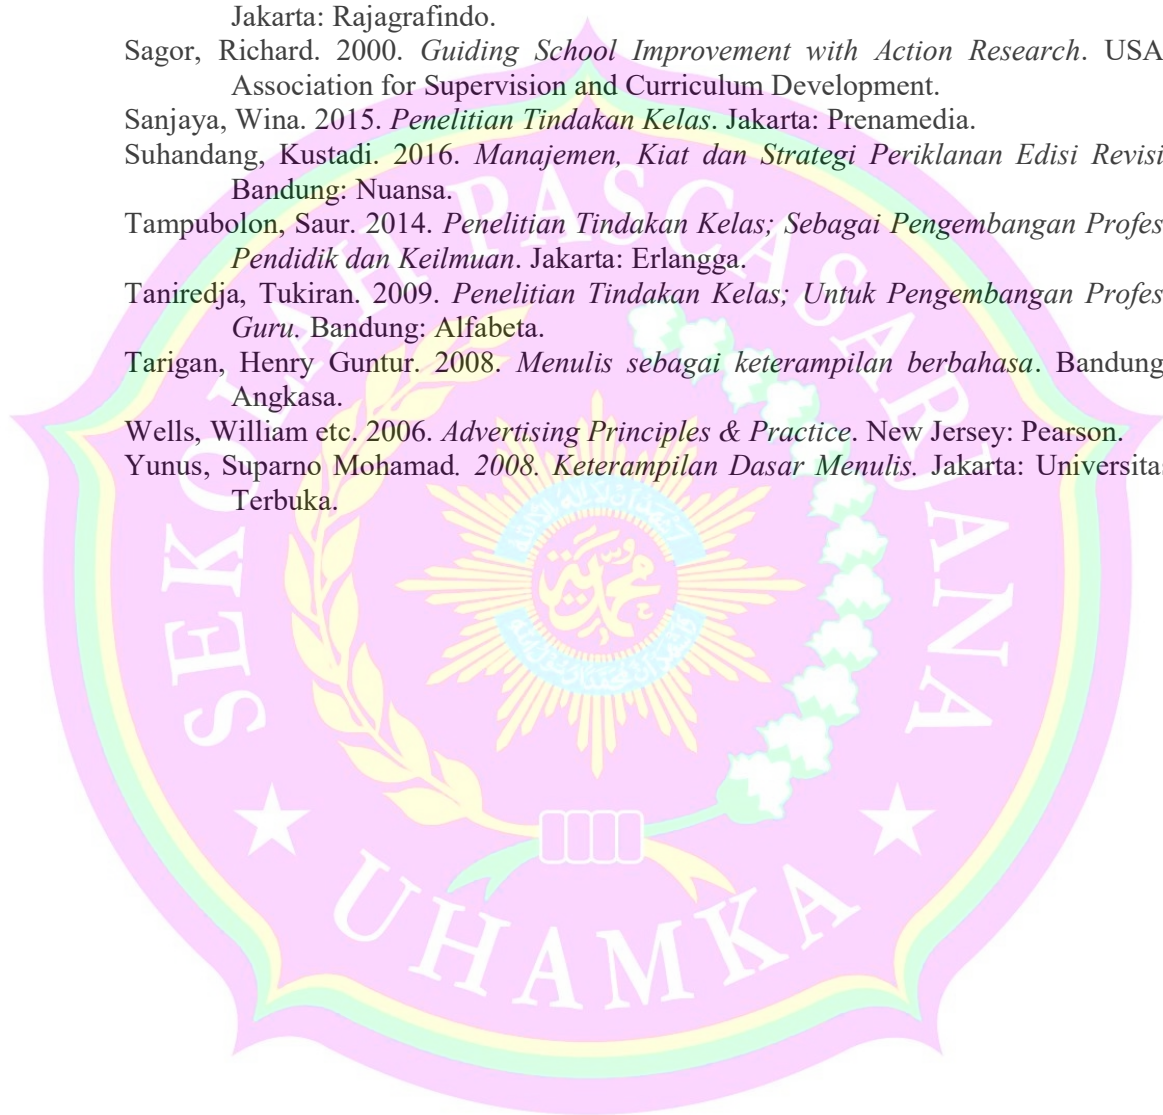 Jakarta: Rajagrafindo.
Sagor, Richard. 2000. Guiding School Improvement with Action Research. USA
Association for Supervision and Curriculum Development.
Sanjaya, Wina. 2015. Penelitian Tindakan Kelas. Jakarta: Prenamedia.
Suhandang, Kustadi. 2016. Manajemen, Kiat dan Strategi Periklanan Edisi Revisi
Bandung: Nuansa.
Tampubolon, Saur. 2014. Penelitian Tindakan Kelas; Sebagai Pengembangan Profes
Pendidik dan Keilmuan. Jakarta: Erlangga.
Taniredja, Tukiran. 2009. Penelitian Tindakan Kelas; Untuk Pengembangan Profes
Guru. Bandung: Alfabeta.
Tarigan, Henry Guntur. 2008. Menulis sebagai keterampilan berbahasa. Bandung
Angkasa.
Wells, William etc. 2006. Advertising Principles & Practice. New Jersey: Pearson.
Yunus, Suparno Mohamad. 2008. Keterampilan Dasar Menulis. Jakarta: Universitas
Terbuka.
SEKOLAH PASCASARJANA
محمدية
UHAMKA